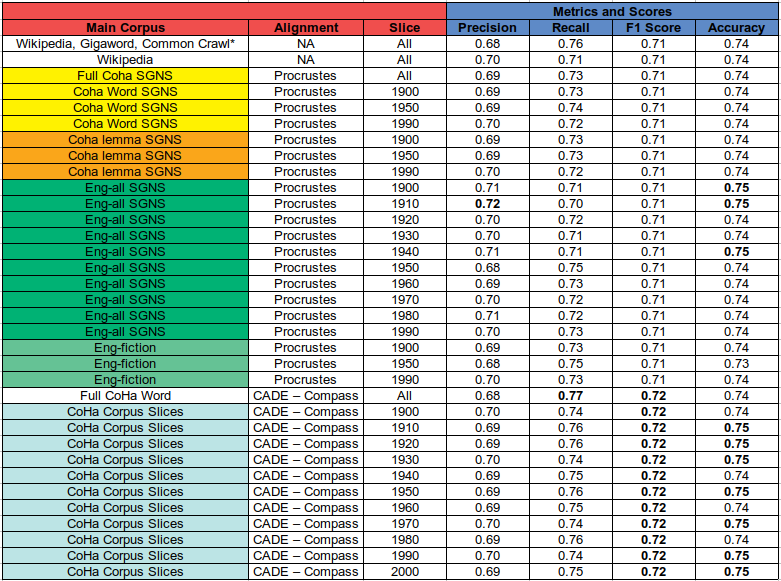 Metrics and Scores
Main Corpus Alignment Slice Precision Recall F1 Score Accuracy
Wikipedia, Gigaword, Common Crawl* NA All 0.68 0.76 0.71 0.74
Wikipedia NA All 0.70 0.71 0.71 0.74
Full Coha SGNS Procrustes All 0.69 0.73 0.71 0.74
Coha Word SGNS Procrustes 1900 0.69 0.73 0.71 0.74
Coha Word SGNS Procrustes 1950 0.69 0.74 0.71 0.74
Coha Word SGNS Procrustes 1990 0.70 0.72 0.71 0.74
Coha lemma SGNS Procrustes 1900 0.69 0.73 0.71 0.74
Coha lemma SGNS Procrustes 1950 0.69 0.73 0.71 0.74
Coha lemma SGNS Procrustes 1990 0.70 0.72 0.71 0.74
Eng-all SGNS Procrustes 1900 0.71 0.71 0.71 0.75
Eng-all SGNS Procrustes 1910 0.72 0.70 0.71 0.75
Eng-all SGNS Procrustes 1920 0.70 0.72 0.71 0.74
Eng-all SGNS Procrustes 1930 0.70 0.71 0.71 0.74
Eng-all SGNS Procrustes 1940 0.71 0.71 0.71 0.75
Eng-all SGNS Procrustes 1950 0.68 0.75 0.71 0.74
Eng-all SGNS Procrustes 1960 0.69 0.73 0.71 0.74
Eng-all SGNS Procrustes 1970 0.70 0.72 0.71 0.74
Eng-all SGNS Procrustes 1980 0.71 0.72 0.71 0.74
Eng-all SGNS Procrustes 1990 0.70 0.73 0.71 0.74
Eng-fiction Procrustes 1900 0.69 0.73 0.71 0.74
Eng-fiction Procrustes 1950 0.68 0.75 0.71 0.73
Eng-fiction Procrustes 1990 0.70 0.73 0.71 0.74
Full CoHa Word CADE – Compass All 0.68 0.77 0.72 0.74
CoHa Corpus Slices CADE – Compass 1900 0.70 0.74 0.72 0.74
CoHa Corpus Slices CADE – Compass 1910 0.69 0.76 0.72 0.75
CoHa Corpus Slices CADE – Compass 1920 0.69 0.76 0.72 0.75
CoHa Corpus Slices CADE – Compass 1930 0.70 0.74 0.72 0.75
CoHa Corpus Slices CADE – Compass 1940 0.69 0.75 0.72 0.74
CoHa Corpus Slices CADE – Compass 1950 0.69 0.76 0.72 0.75
CoHa Corpus Slices CADE – Compass 1960 0.69 0.75 0.72 0.74
CoHa Corpus Slices CADE – Compass 1970 0.70 0.74 0.72 0.75
CoHa Corpus Slices CADE – Compass 1980 0.69 0.76 0.72 0.74
CoHa Corpus Slices CADE – Compass 1990 0.70 0.74 0.72 0.75
CoHa Corpus Slices CADE – Compass 2000 0.69 0.75 0.72 0.75